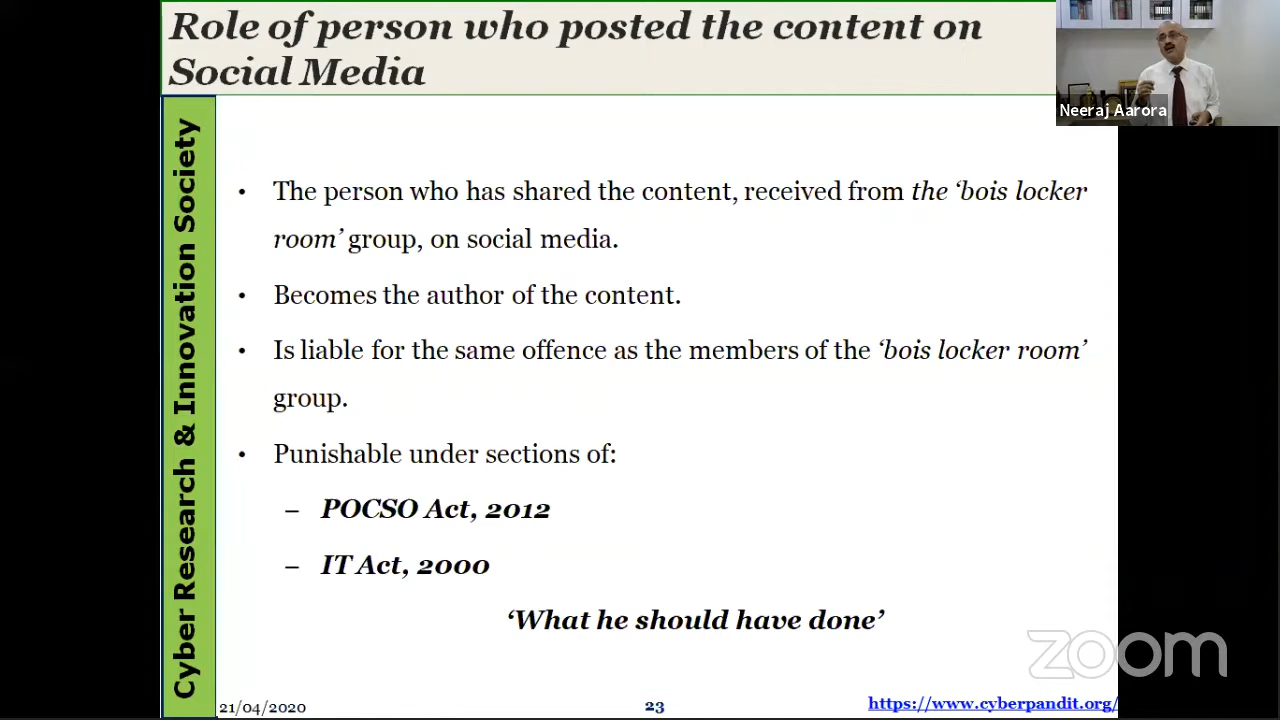 Role of person who posted the content on
Social Media
Neeraj Aarora
Cyber Research & Innovation Society
• The person who has shared the content, received from the ‘bois locker
room’ group, on social media.
• Becomes the author of the content.
• Is liable for the same offence as the members of the ‘bois locker room’
group.
• Punishable under sections of:
– POCSO Act, 2012
– IT Act, 2000
‘What he should have done’
zoom
21/04/2020
23
https://www.cyberpandit.org/